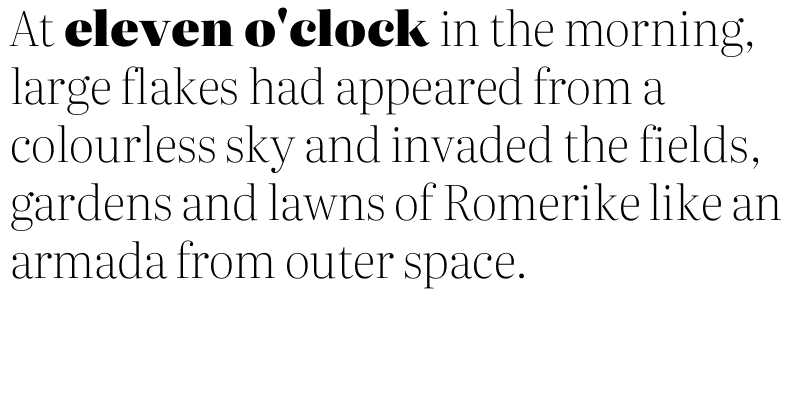 At eleven o'clock in the morning,
large flakes had appeared from a
colourless sky and invaded the fields,
gardens and lawns of Romerike like an
armada from outer space.